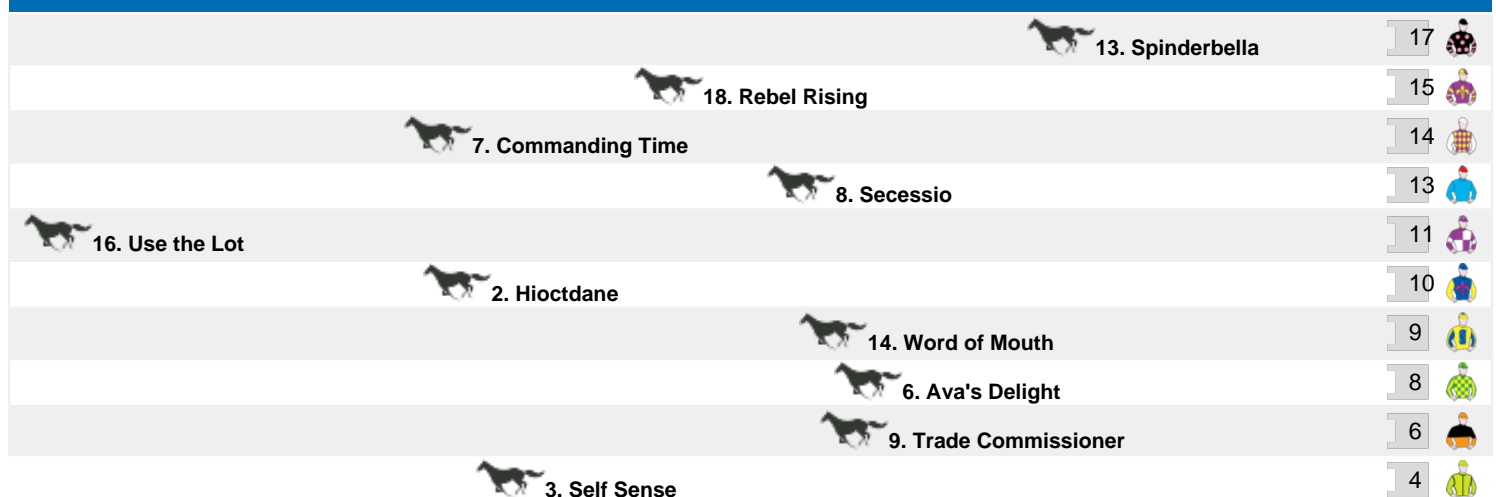 13. Spinderbella 17
18. Rebel Rising 15
7. Commanding Time 14
8. Secessio 13
16. Use the Lot 11
2. Hioctdane 10
14. Word of Mouth 9
6. Ava's Delight 8
9. Trade Commissioner 6
3. Self Sense 4